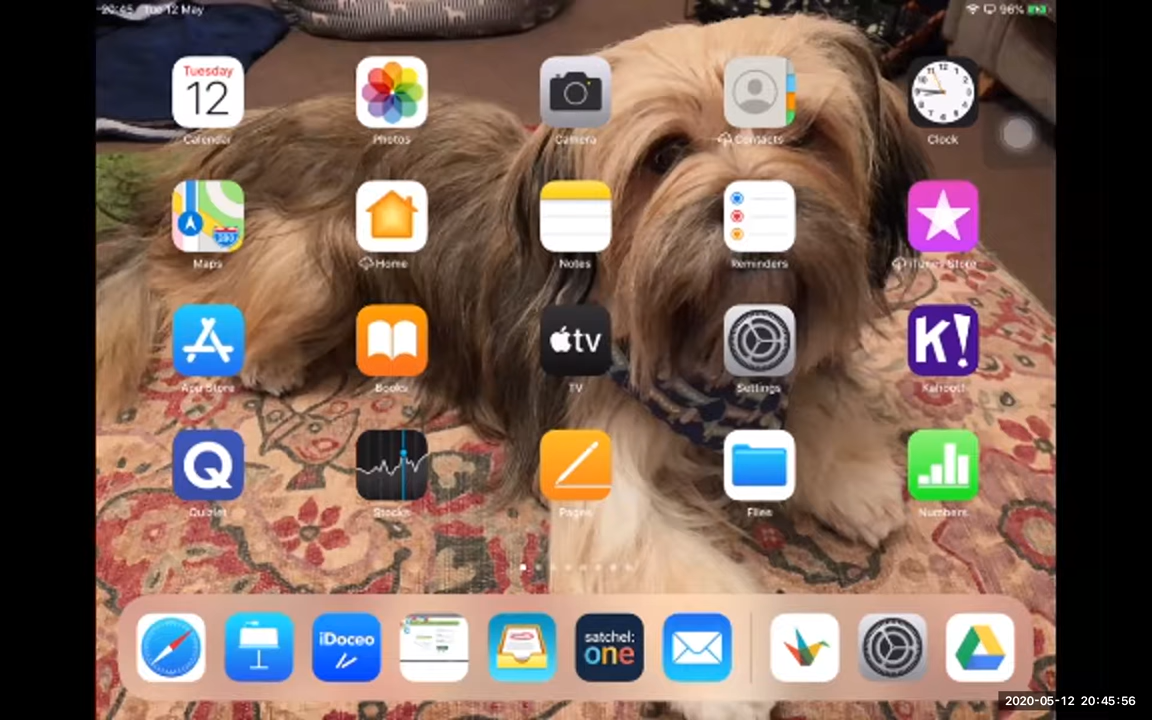 20:45 Tue 12 May
96%
Tuesday
12
Calendar
Photos
Camera
Contacts
Clock
Maps
Home
Notes
Reminders
iTunes Store
App Store
Books
tv
TV
Settings
K!
Kahoot!
Q
Quizlet
Stocks
Pages
Files
Numbers
iDoceo
satchel:
one
2020-05-12 20:45:56